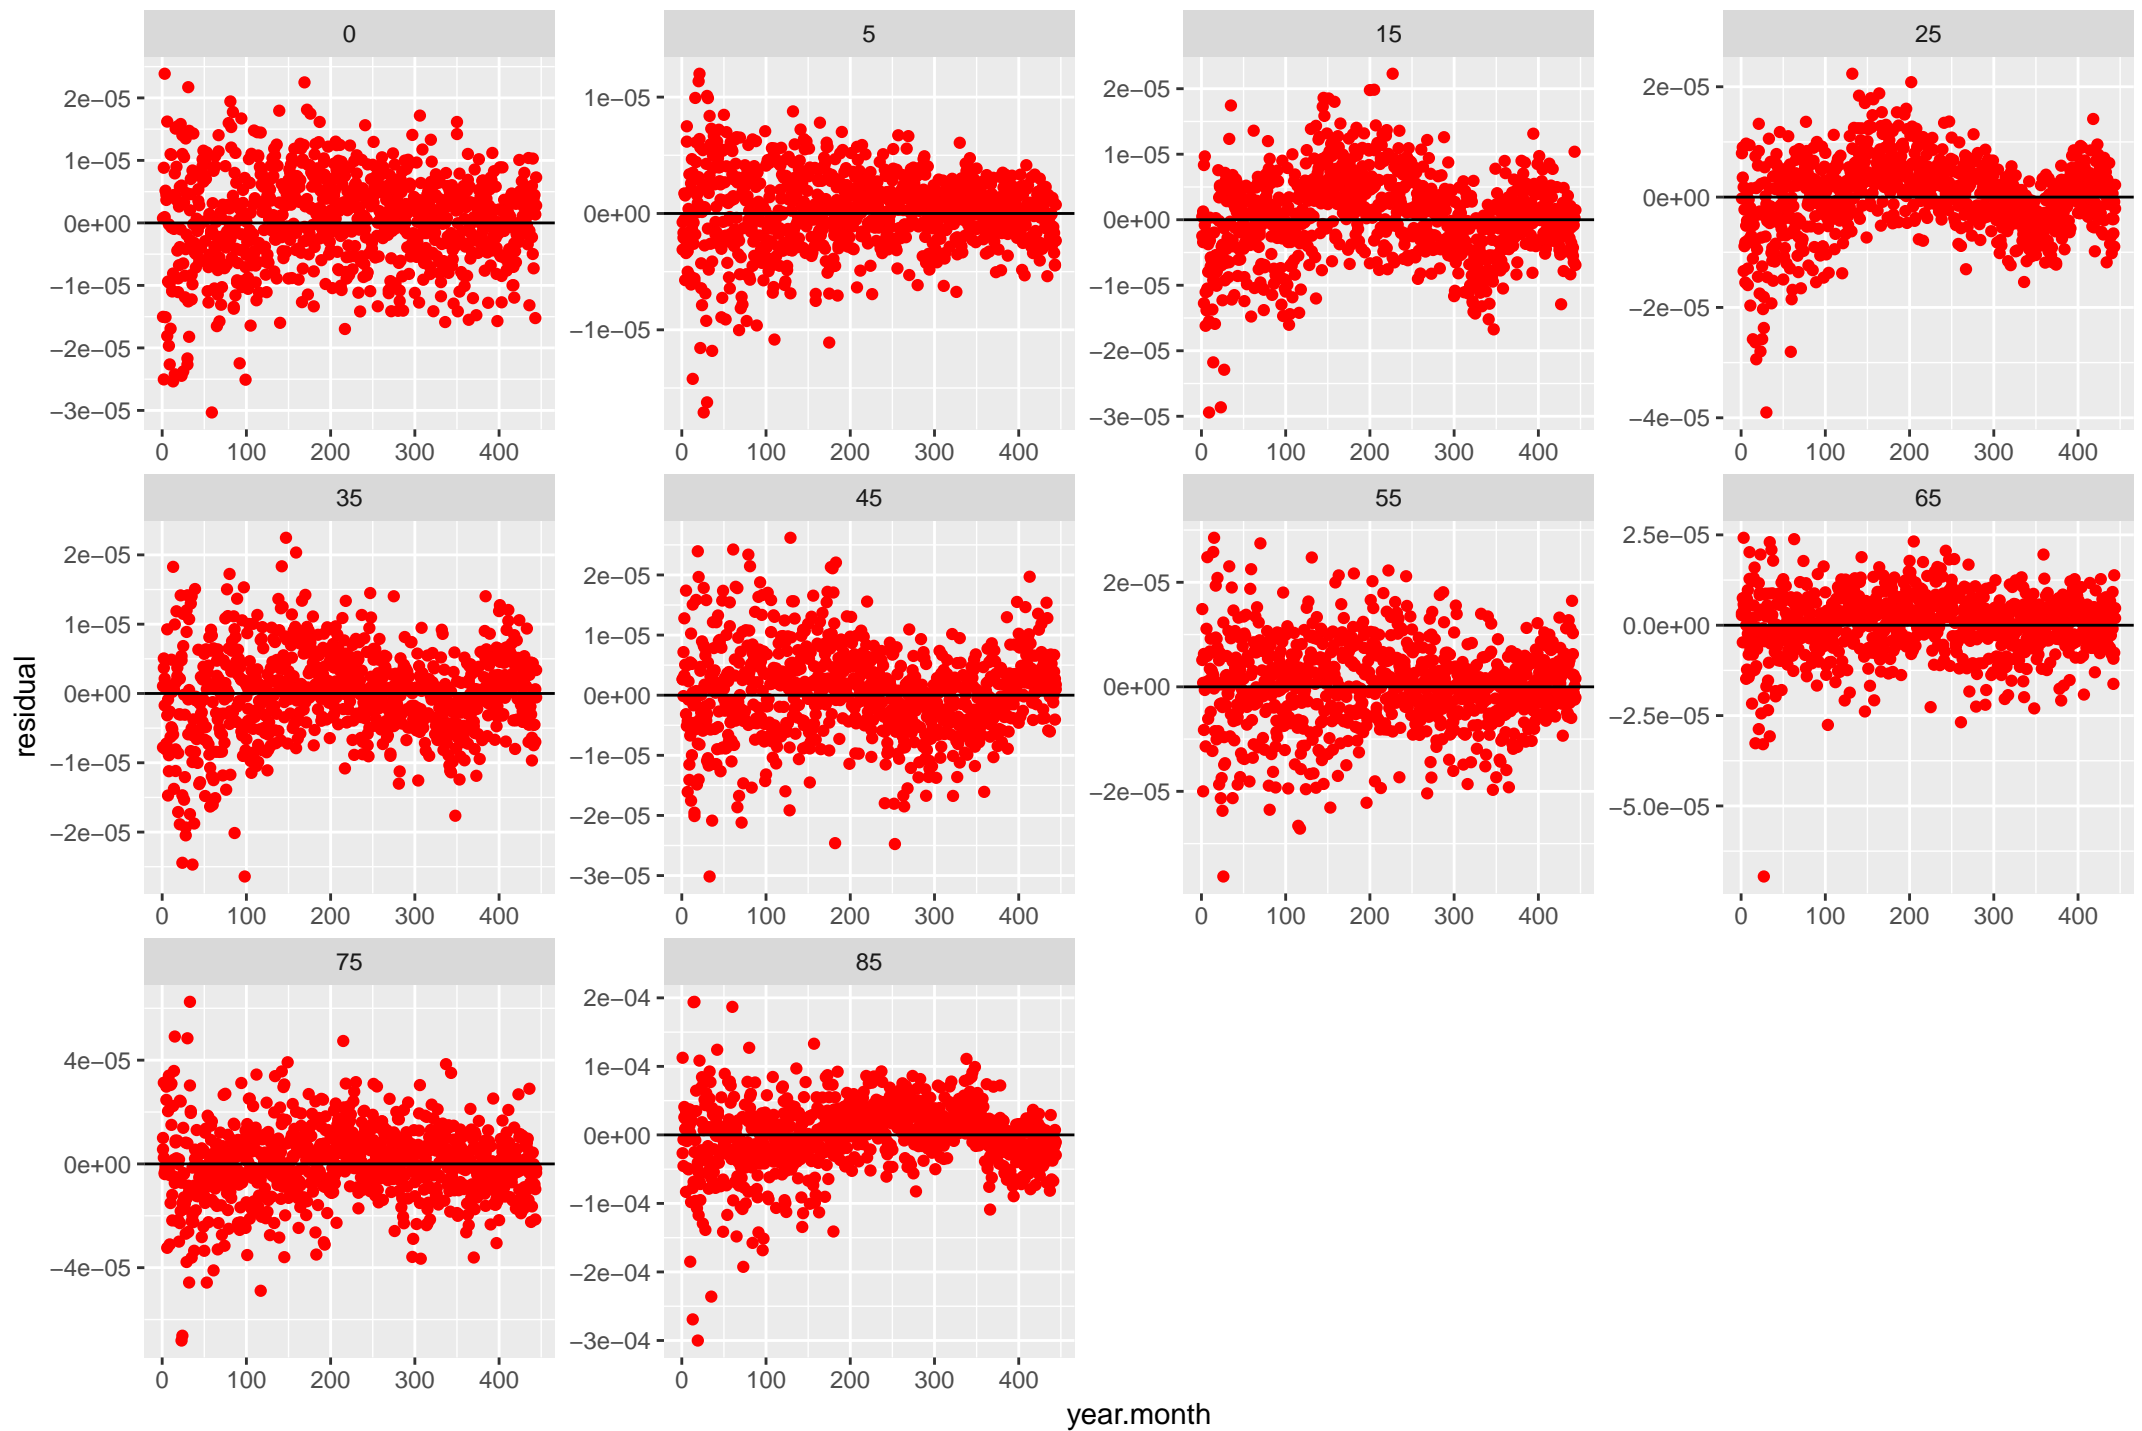 0 5 15 25
2e−05
1e−05
0e+00
−1e−05
−2e−05
−3e−05
1e−05
0e+00
−1e−05
2e−05
1e−05
0e+00
−1e−05
−2e−05
−3e−05
2e−05
0e+00
−2e−05
−4e−05
0 100 200 300 400 0 100 200 300 400 0 100 200 300 400 0 100 200 300 400
35 45 55 65
2e−05
1e−05
0e+00
−1e−05
−2e−05
2e−05
1e−05
0e+00
−1e−05
−2e−05
−3e−05
2e−05
0e+00
−2e−05
2.5e−05
0.0e+00
−2.5e−05
−5.0e−05
residual
0 100 200 300 400 0 100 200 300 400 0 100 200 300 400 0 100 200 300 400
75 85
4e−05
0e+00
−4e−05
2e−04
1e−04
0e+00
−1e−04
−2e−04
−3e−04
0 100 200 300 400 0 100 200 300 400
year.month